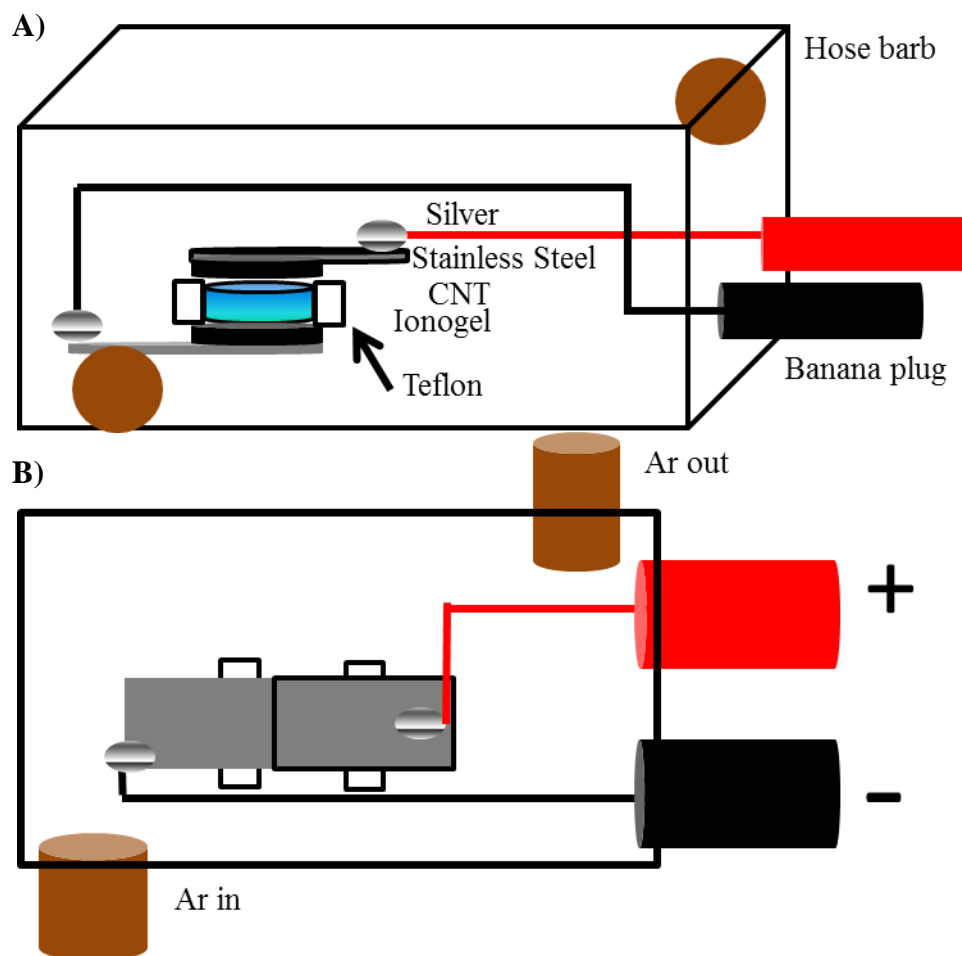 A)
Hose barb
Silver
Stainless Steel
CNT
Ionogel
Teflon
Banana plug
B)
Ar out
+
-
Ar in